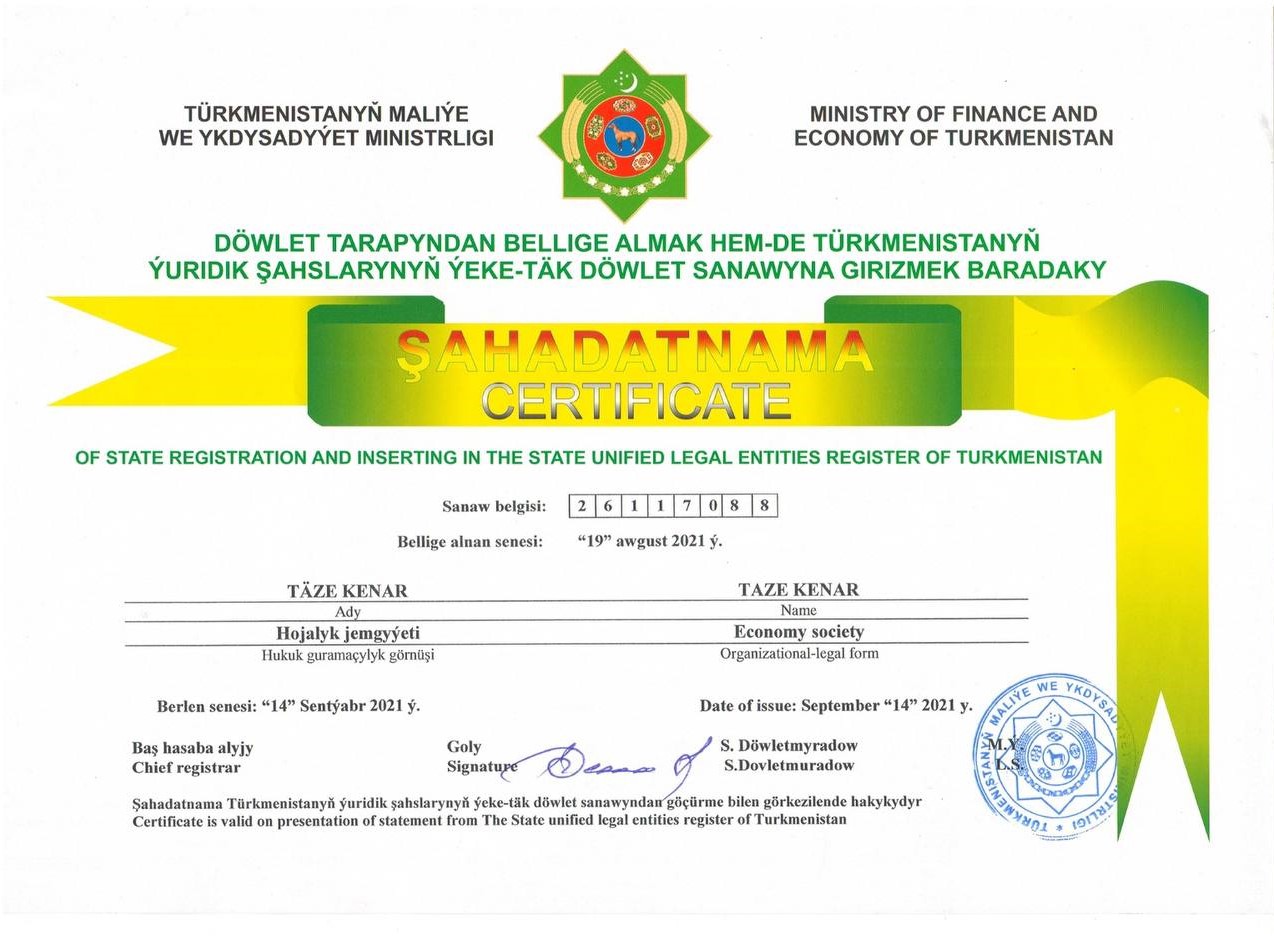 TÜRKMENISTANYŇ MALIÝE
WE YKDYSADYÝET MINISTRLIGI
MINISTRY OF FINANCE AND
ECONOMY OF TURKMENISTAN
DÖWLET TARAPYNDAN BELLIGE ALMAK HEM-DE TÜRKMENISTANYŇ
ÝURIDIK ŞAHSLARYNYŇ ÝEKE-TÄK DÖWLET SANAWYNA GIRIZMEK BARADAKY
ŞAHADATNAMA
CERTIFICATE
OF STATE REGISTRATION AND INSERTING IN THE STATE UNIFIED LEGAL ENTITIES REGISTER OF TURKMENISTAN
Sanaw belgisi: 2 6 1 1 7 0 8 8
Bellige alnan senesi: “19” awgust 2021 ý.
TÄZE KENAR TAZE KENAR
Ady Name
Hojalyk jemgyýeti Economy society
Hukuk guramaçylyk görnüşi Organizational-legal form
Berlen senesi: “14” Sentýabr 2021 ý. Date of issue: September “14” 2021 y.
Baş hasaba alyjy Goly S. Döwletmyradow M.Ý.
Chief registrar Signature S.Dovletmuradow L.S.
Şahadatnama Türkmenistanyň ýuridik şahslarynyň ýeke-täk döwlet sanawyndan göçürme bilen görkezilende hakykydyr
Certificate is valid on presentation of statement from The State unified legal entities register of Turkmenistan
TÜRKMENISTANYŇ MALIÝE WE YKDYSADYÝET MINISTRLIGI *